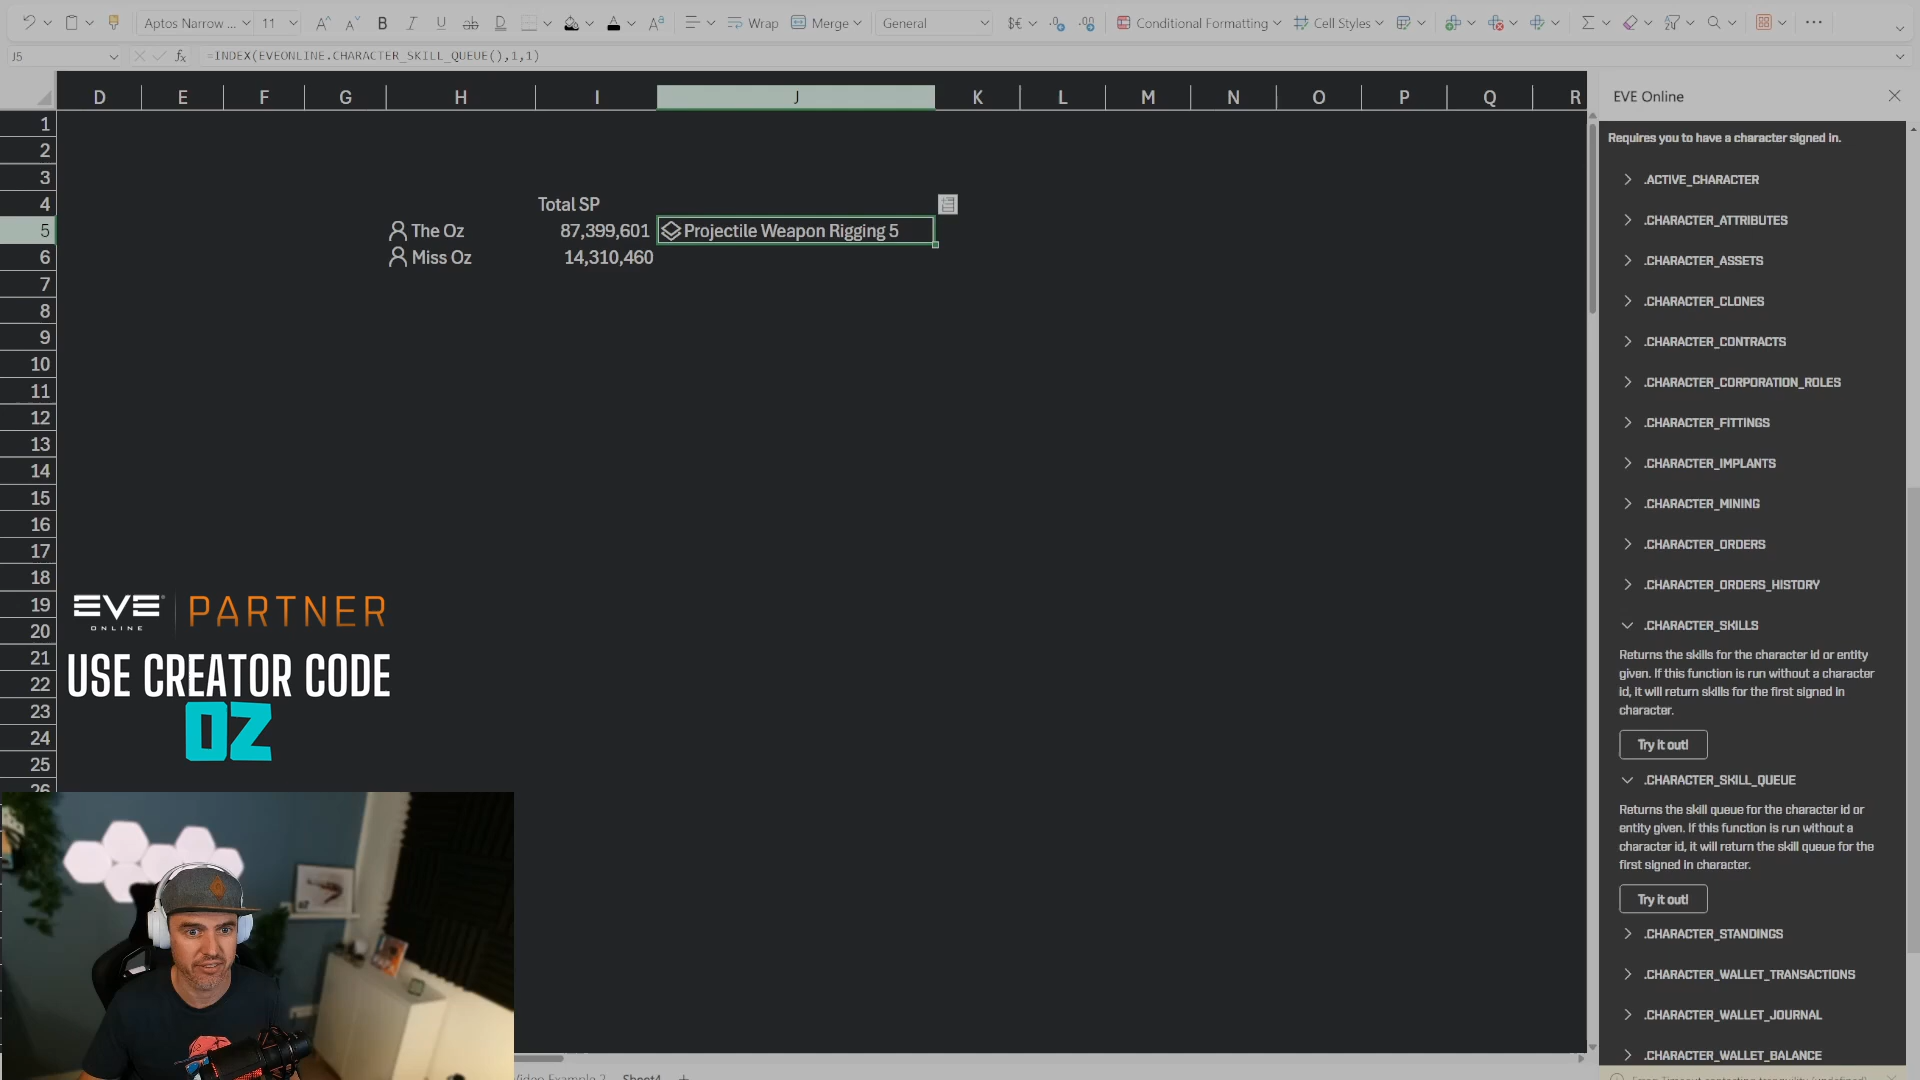 Aptos Narrow ... 11 B Wrap Merge General Conditional Formatting Cell Styles
J5 fx =INDEX(EVEONLINE.CHARACTER_SKILL_QUEUE(),1,1)
D E F G H I J K L M N O P Q R
1
2
3
4 Total SP
5 The Oz 87,399,601 Projectile Weapon Rigging 5
6 Miss Oz 14,310,460
7
8
9
10
11
12
13
14
15
16
17
18
19
20
21
22
23
24
25
26
EVE ONLINE PARTNER
USE CREATOR CODE
OZ
Sheet4
EVE Online
Requires you to have a character signed in.
.ACTIVE_CHARACTER
.CHARACTER_ATTRIBUTES
.CHARACTER_ASSETS
.CHARACTER_CLONES
.CHARACTER_CONTRACTS
.CHARACTER_CORPORATION_ROLES
.CHARACTER_FITTINGS
.CHARACTER_IMPLANTS
.CHARACTER_MINING
.CHARACTER_ORDERS
.CHARACTER_ORDERS_HISTORY
.CHARACTER_SKILLS
Returns the skills for the character id or entity
given. If this function is run without a character
id, it will return skills for the first signed in
character.
Try it out!
.CHARACTER_SKILL_QUEUE
Returns the skill queue for the character id or
entity given. If this function is run without a
character id, it will return the skill queue for the
first signed in character.
Try it out!
.CHARACTER_STANDINGS
.CHARACTER_WALLET_TRANSACTIONS
.CHARACTER_WALLET_JOURNAL
.CHARACTER_WALLET_BALANCE